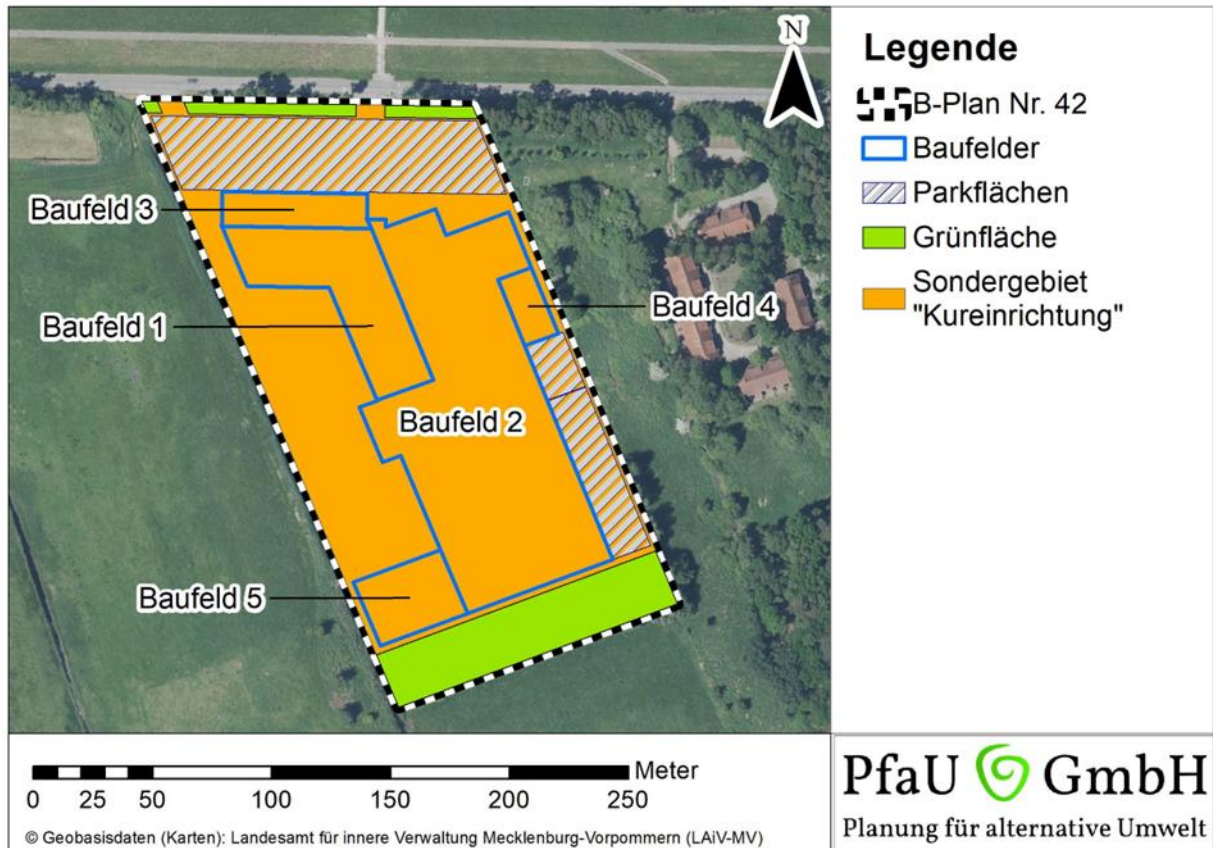 N
Baufeld 3
Baufeld 1
Baufeld 4
Baufeld 2
Baufeld 5
Legende
B-Plan Nr. 42
Baufelder
Parkflächen
Grünfläche
Sondergebiet
"Kureinrichtung"
Meter
0 25 50 100 150 200 250
© Geobasisdaten (Karten): Landesamt für innere Verwaltung Mecklenburg-Vorpommern (LAiV-MV)
PfaU GmbH
Planung für alternative Umwelt